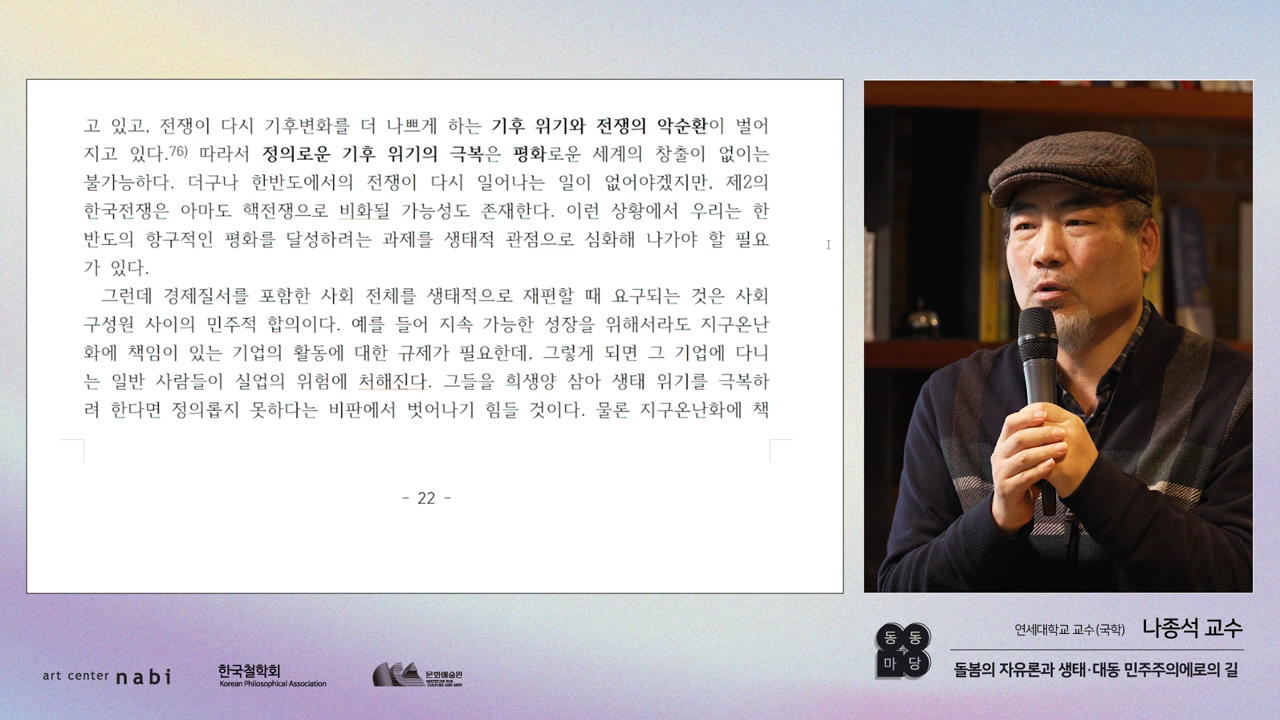 고 있고, 전쟁이 다시 기후변화를 더 나쁘게 하는 기후 위기와 전쟁의 악순환이 벌어
지고 있다.76) 따라서 정의로운 기후 위기의 극복은 평화로운 세계의 창출이 없이는
불가능하다. 더구나 한반도에서의 전쟁이 다시 일어나는 일이 없어야겠지만, 제2의
한국전쟁은 아마도 핵전쟁으로 비화될 가능성도 존재한다. 이런 상황에서 우리는 한
반도의 항구적인 평화를 달성하려는 과제를 생태적 관점으로 심화해 나가야 할 필요
가 있다.
그런데 경제질서를 포함한 사회 전체를 생태적으로 재편할 때 요구되는 것은 사회
구성원 사이의 민주적 합의이다. 예를 들어 지속 가능한 성장을 위해서라도 지구온난
화에 책임이 있는 기업의 활동에 대한 규제가 필요한데, 그렇게 되면 그 기업에 다니
는 일반 사람들이 실업의 위험에 처해진다. 그들을 희생양 삼아 생태 위기를 극복하
려 한다면 정의롭지 못하다는 비판에서 벗어나기 힘들 것이다. 물론 지구온난화에 책
- 22 -
동 동
마 당
연세대학교 교수(국학) 나종석 교수
돌봄의 자유론과 생태·대동 민주주의에로의 길
art center nabi
한국철학회
Korean Philosophical Association
문화예술원
INSTITUTE FOR
CULTURE AND ARTS